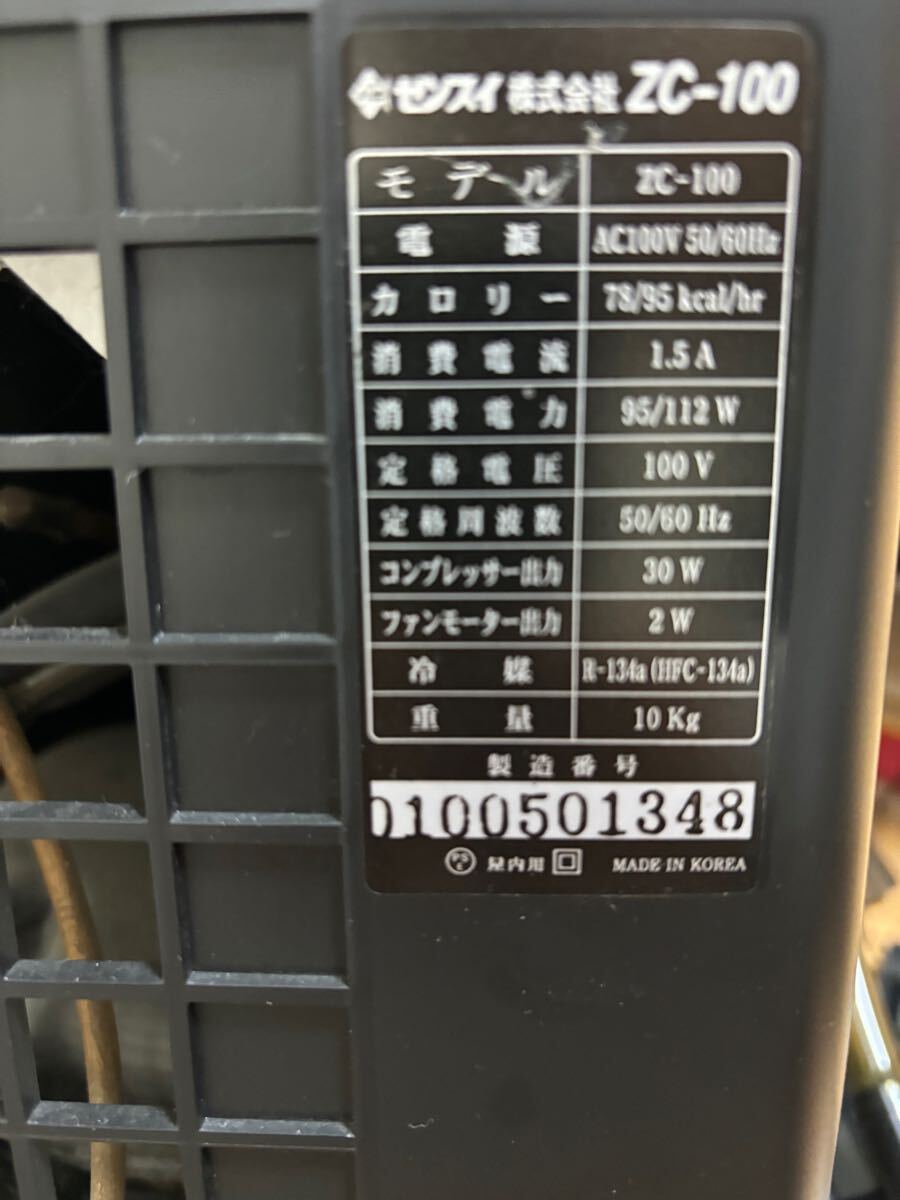 ゼンスイ 株式会社 ZC-100
モデル ZC-100
電源 AC100V 50/60Hz
カロリー 78/95 kcal/hr
消費電流 1.5 A
消費電力 95/112 W
定格電圧 100 V
定格周波数 50/60 Hz
コンプレッサー出力 30 W
ファンモーター出力 2 W
冷媒 R-134a (HFC-134a)
重量 10 Kg
製造番号
0100501348
PS E 屋内用 MADE IN KOREA